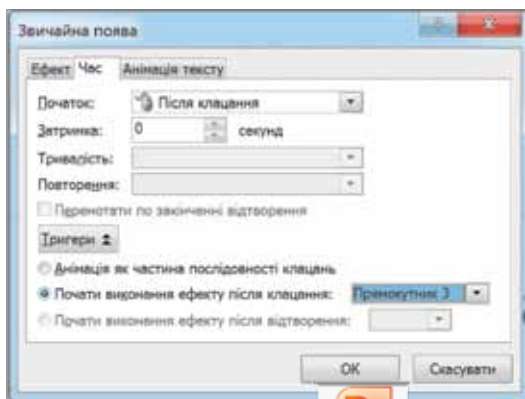 Звичайна поява
Ефект Час Анімація тексту
Початок: Після клацання
Затримка: 0 секунд
Тривалість:
Повторення:
Перемотати по закінченні відтворення
Тригери
Анімація як частина послідовності клацань
Почати виконання ефекту після клацання: Прямокутник 3
Почати виконання ефекту після відтворення:
ОК Скасувати